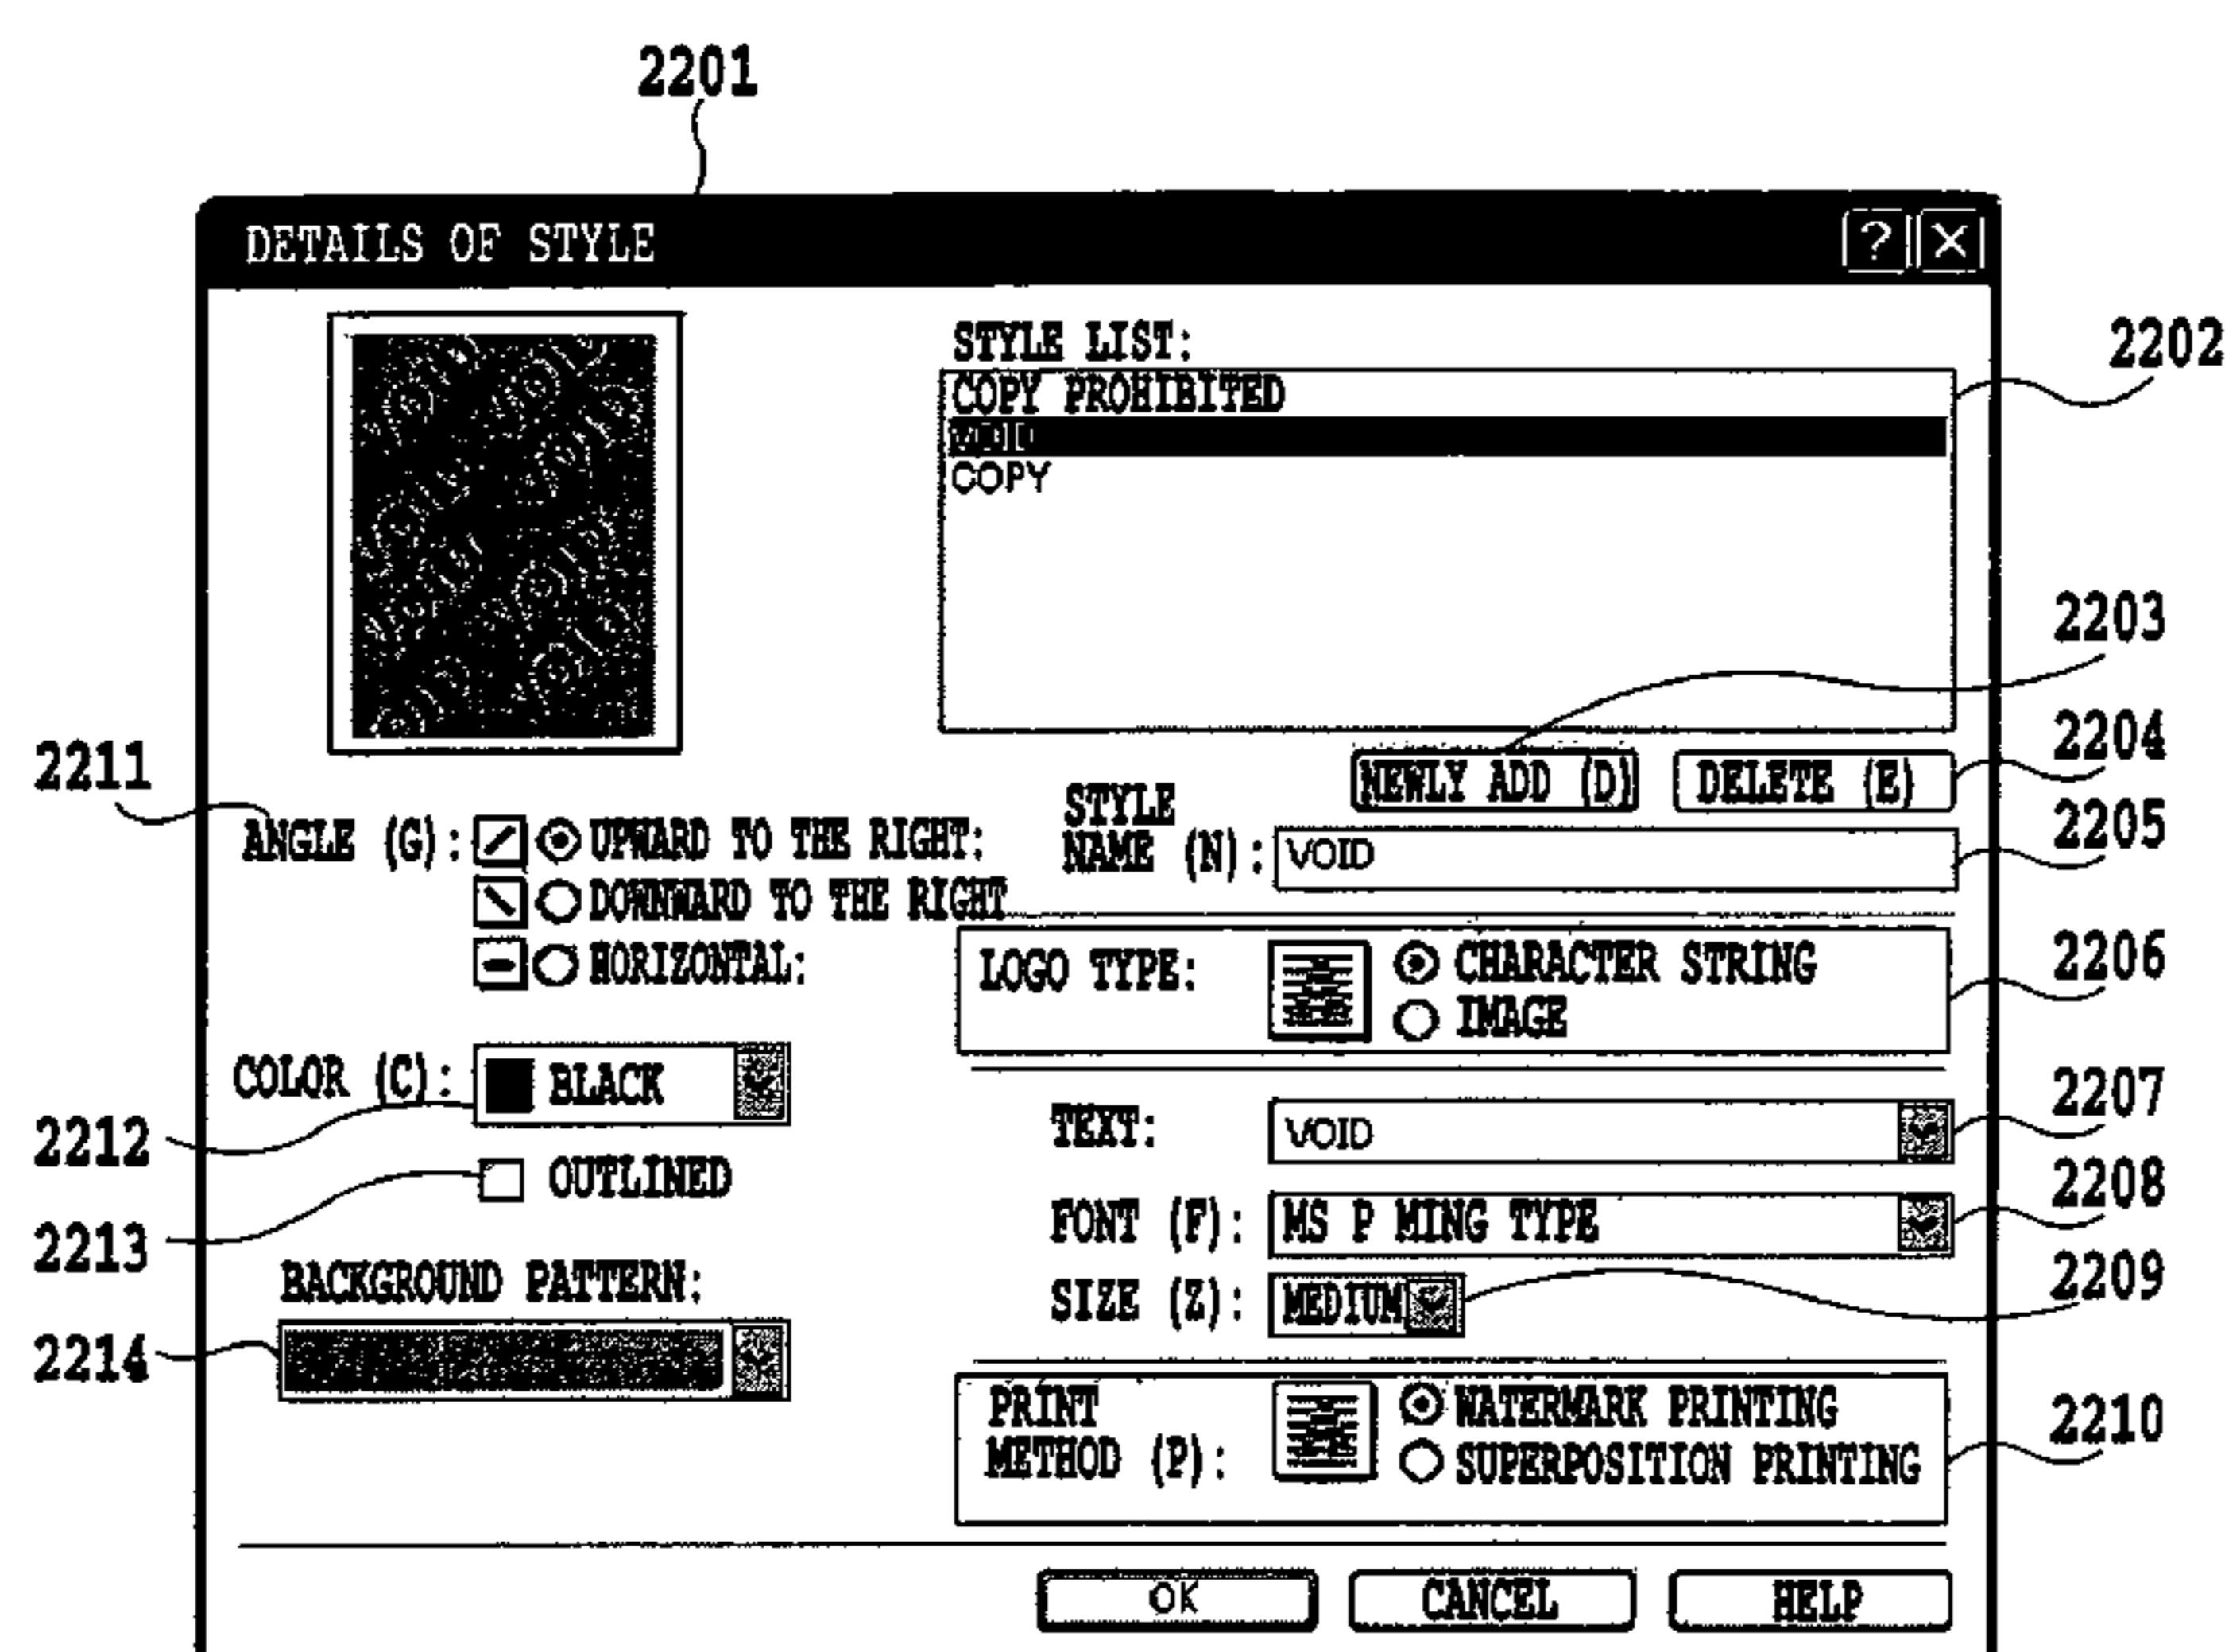 2201
DETAILS OF STYLE
? X
STYLE LIST:
2202
COPY PROHIBITED
VOID
COPY
2203
NEWLY ADD (D)
DELETE (E)
2204
STYLE
NAME (N): VOID
2205
2211
ANGLE (G): UPWARD TO THE RIGHT:
DOWNWARD TO THE RIGHT
HORIZONTAL:
LOGO TYPE:
CHARACTER STRING
IMAGE
2206
COLOR (C): BLACK
2212
OUTLINED
2213
TEXT: VOID
2207
FONT (F): MS P MING TYPE
2208
SIZE (Z): MEDIUM
2209
BACKGROUND PATTERN:
2214
PRINT
METHOD (P):
WATERMARK PRINTING
SUPERPOSITION PRINTING
2210
OK
CANCEL
HELP